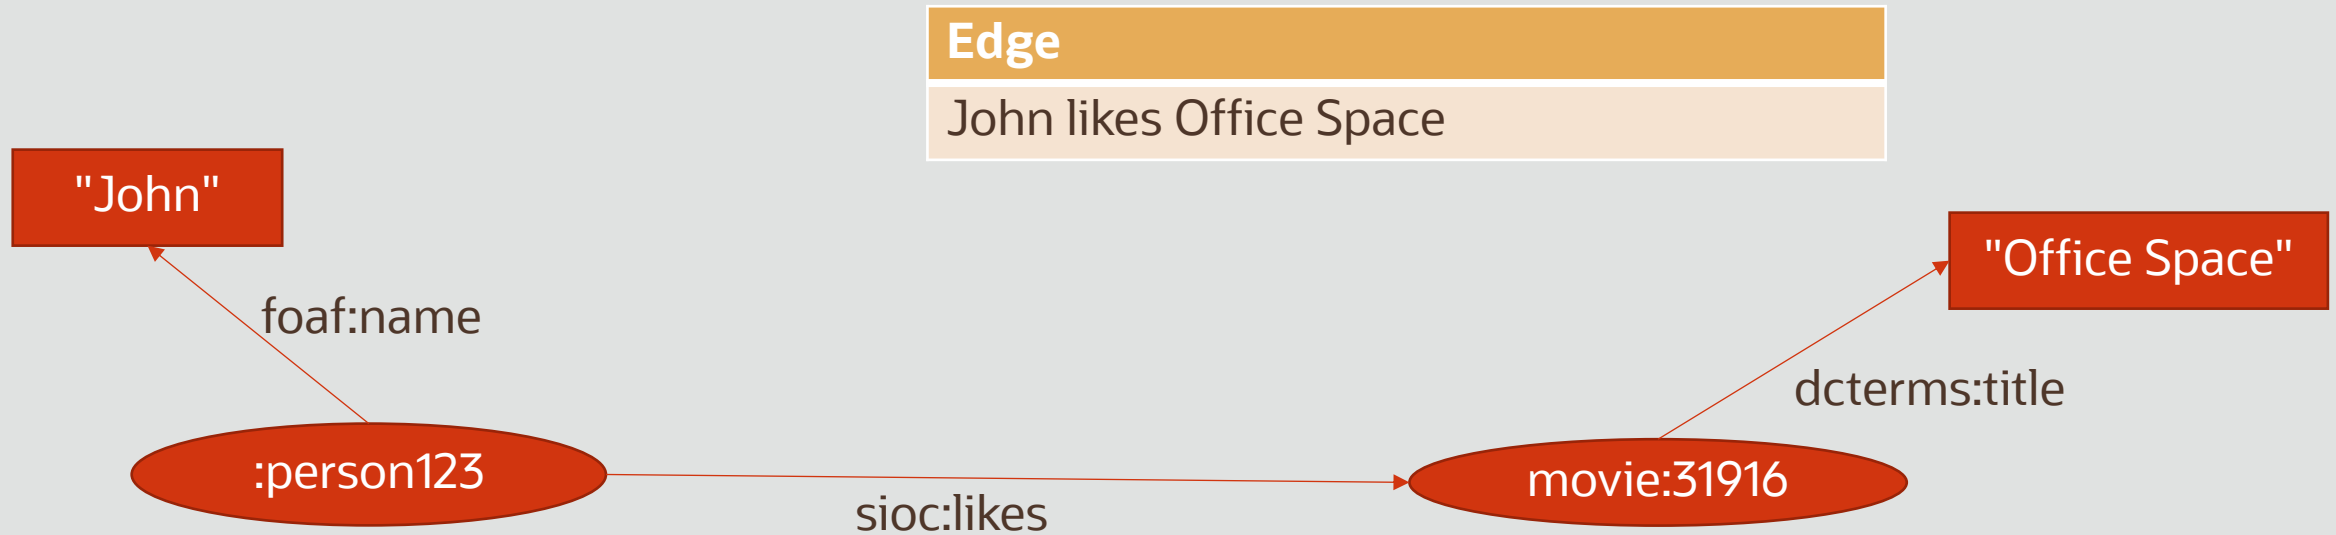 Edge
John likes Office Space
"John"
"Office Space"
foaf:name
dcterms:title
:person123
movie:31916
sioc:likes